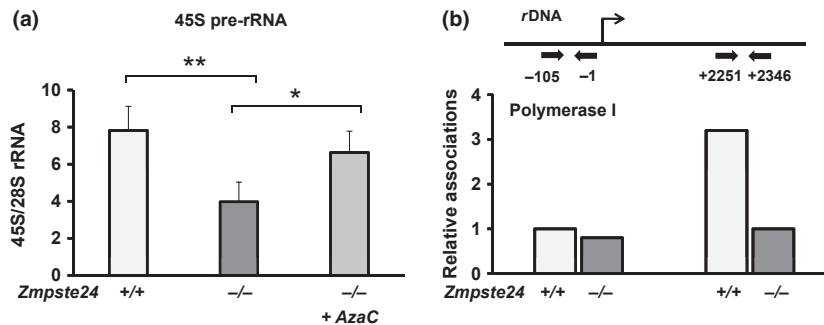 (a)
45S pre-rRNA
**
*
10
8
6
4
2
0
45S/28S rRNA
Zmpste24 +/+ –/– –/–
+ AzaC
(b)
rDNA
–105 –1 +2251 +2346
Polymerase I
4
3
2
1
0
Relative associations
Zmpste24 +/+ –/– +/+ –/–